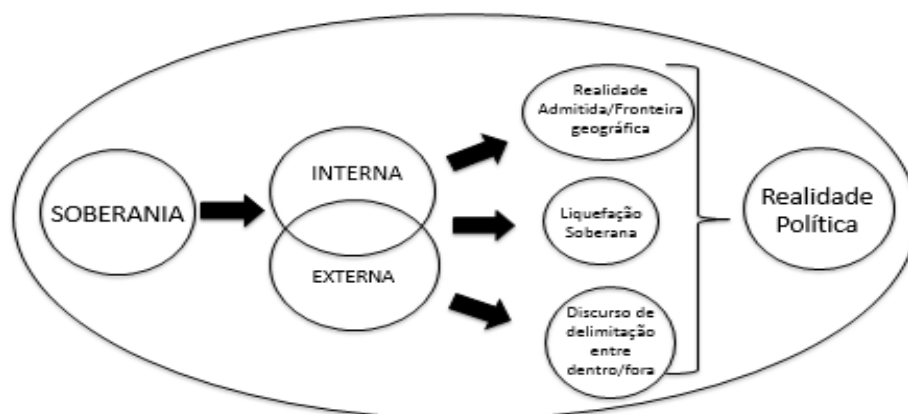 SOBERANIA
INTERNA
EXTERNA
Realidade
Admitida/Fronteira
geográfica
Liquefação
Soberana
Discurso de
delimitação
entre
dentro/fora
Realidade
Política